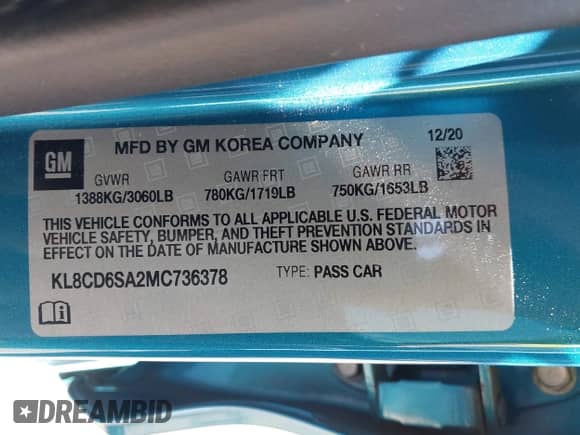 GM
MFD BY GM KOREA COMPANY 12/20
GVWR GAWR FRT GAWR RR
1388KG/3060LB 780KG/1719LB 750KG/1653LB
THIS VEHICLE CONFORMS TO ALL APPLICABLE U.S. FEDERAL MOTOR
VEHICLE SAFETY, BUMPER, AND THEFT PREVENTION STANDARDS IN
EFFECT ON THE DATE OF MANUFACTURE SHOWN ABOVE.
KL8CD6SA2MC736378 TYPE: PASS CAR
DREAMBID